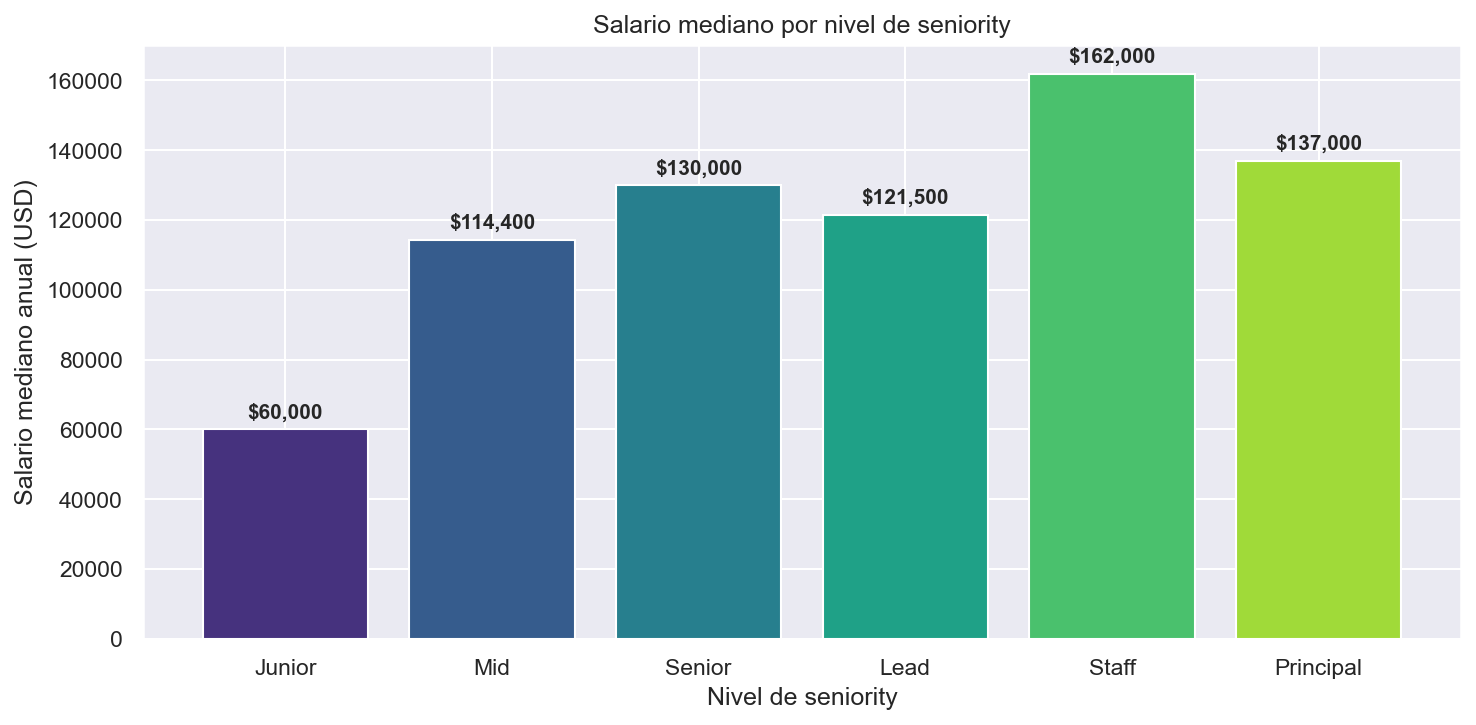 Salario mediano por nivel de seniority
Salario mediano anual (USD)
160000
140000
120000
100000
80000
60000
40000
20000
0
$60,000
$114,400
$130,000
$121,500
$162,000
$137,000
Junior
Mid
Senior
Lead
Staff
Principal
Nivel de seniority